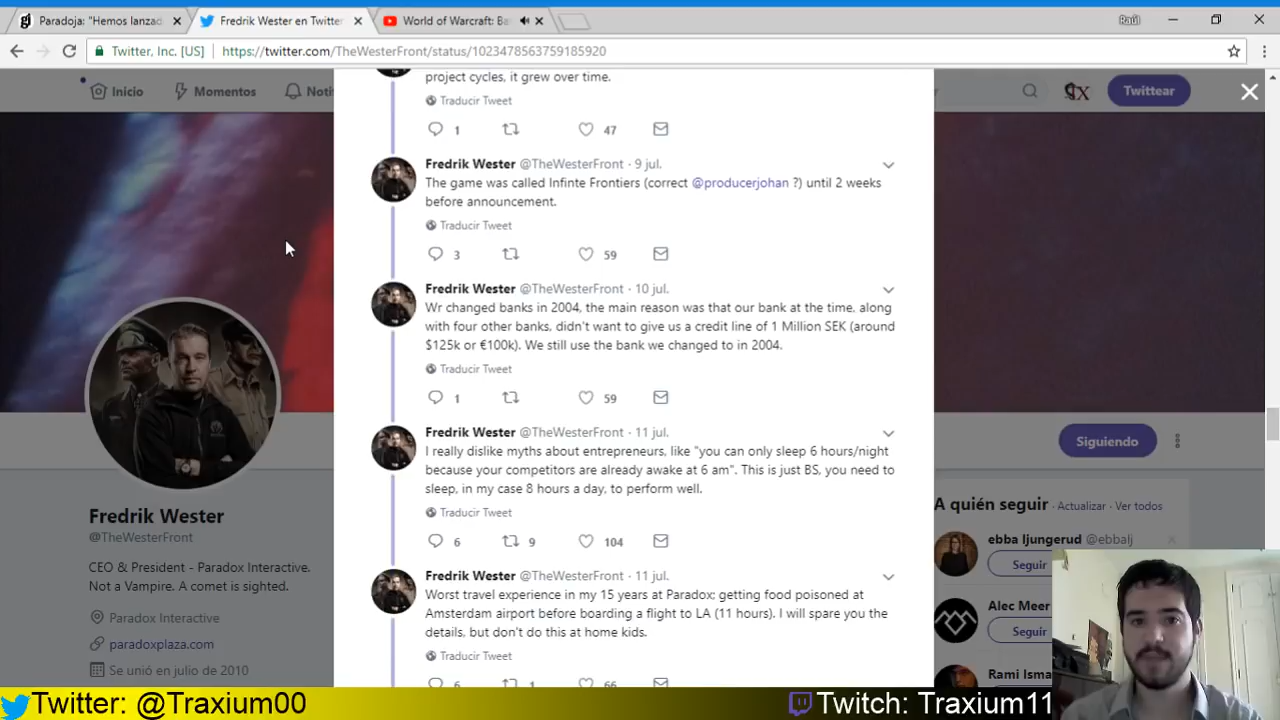 Paradoja: "Hemos lanzad
Fredrik Wester en Twitter
World of Warcraft: Ba
Raúl
Twitter, Inc. [US]
https://twitter.com/TheWesterFront/status/1023478563759185920
Inicio
Momentos
Noti
Twittear
project cycles, it grew over time.
Traducir Tweet
1
47
Fredrik Wester @TheWesterFront · 9 jul.
The game was called Infinte Frontiers (correct @producerjohan ?) until 2 weeks
before announcement.
Traducir Tweet
3
59
Fredrik Wester @TheWesterFront · 10 jul.
Wr changed banks in 2004, the main reason was that our bank at the time, along
with four other banks, didn't want to give us a credit line of 1 Million SEK (around
$125k or €100k). We still use the bank we changed to in 2004.
Traducir Tweet
1
59
Fredrik Wester @TheWesterFront · 11 jul.
I really dislike myths about entrepreneurs, like "you can only sleep 6 hours/night
because your competitors are already awake at 6 am". This is just BS, you need to
sleep, in my case 8 hours a day, to perform well.
Traducir Tweet
6
9
104
Fredrik Wester @TheWesterFront · 11 jul.
Worst travel experience in my 15 years at Paradox; getting food poisoned at
Amsterdam airport before boarding a flight to LA (11 hours). I will spare you the
details, but don't do this at home kids.
Traducir Tweet
6
1
66
Fredrik Wester
@TheWesterFront
CEO & President - Paradox Interactive.
Not a Vampire. A comet is sighted.
Paradox Interactive
paradoxplaza.com
Se unió en julio de 2010
Siguiendo
A quién seguir · Actualizar · Ver todos
ebba ljungerud @ebbalj
Seguir
Alec Meer
Seguir
Rami Isma
Twitter: @Traxium00
Twitch: Traxium11